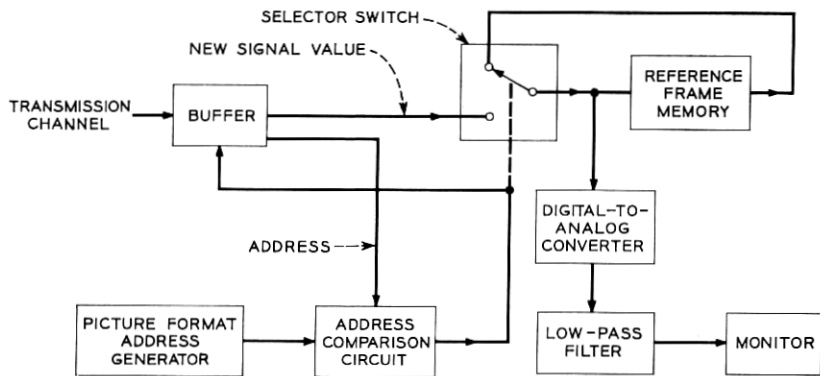 SELECTOR SWITCH
NEW SIGNAL VALUE
TRANSMISSION
CHANNEL
BUFFER
REFERENCE
FRAME
MEMORY
DIGITAL-TO-
ANALOG
CONVERTER
ADDRESS
PICTURE FORMAT
ADDRESS
GENERATOR
ADDRESS
COMPARISON
CIRCUIT
LOW-PASS
FILTER
MONITOR